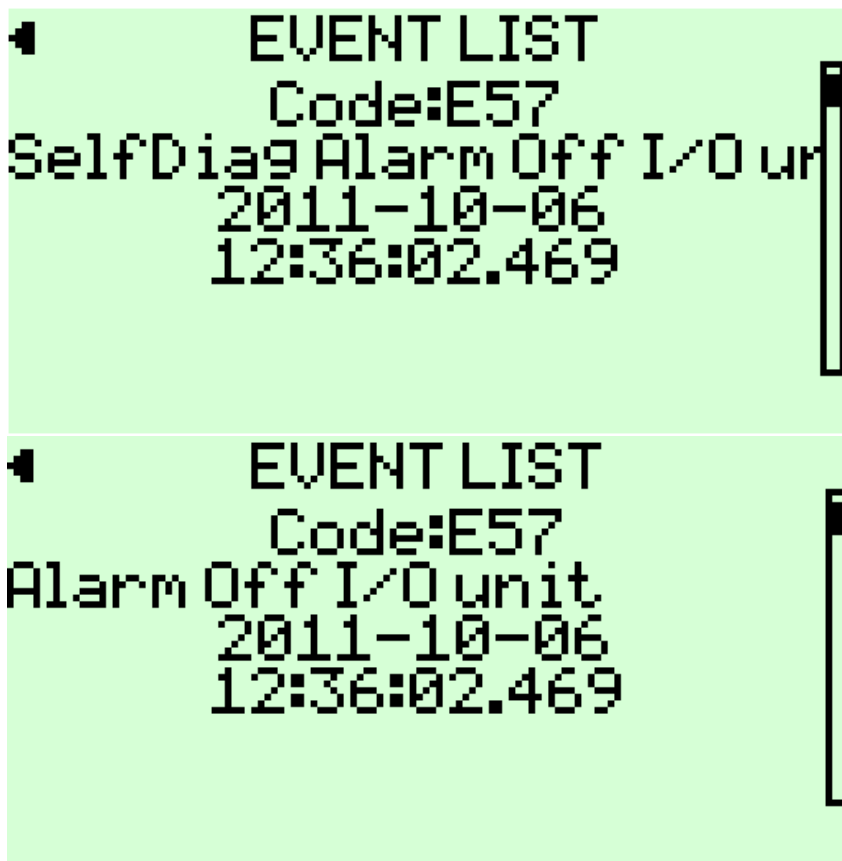 EVENT LIST
Code:E57
SelfDiag Alarm Off I/O un
2011-10-06
12:36:02.469
EVENT LIST
Code:E57
Alarm Off I/O unit
2011-10-06
12:36:02.469